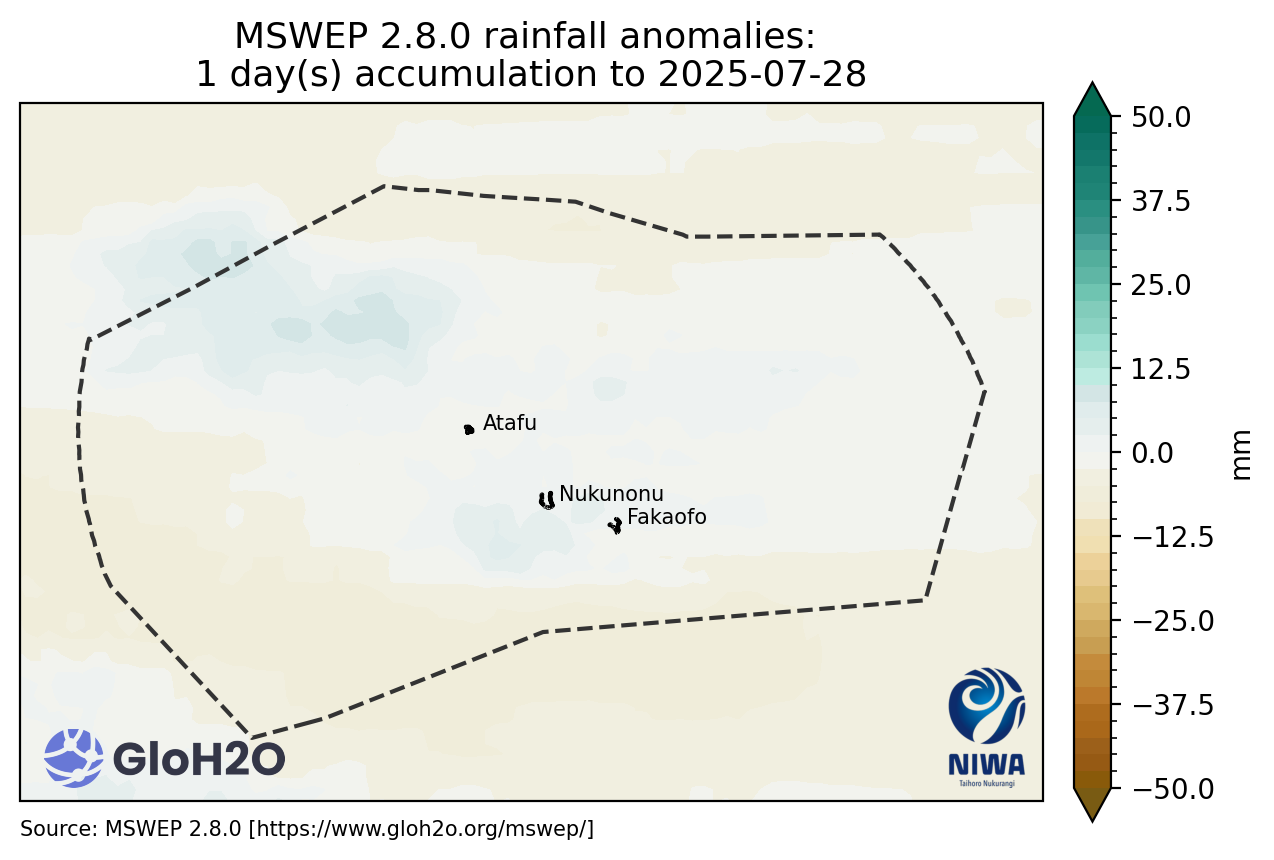 MSWEP 2.8.0 rainfall anomalies:
1 day(s) accumulation to 2025-07-28
50.0
37.5
25.0
12.5
0.0
−12.5
−25.0
−37.5
−50.0
mm
Atafu
Nukunonu
Fakaofo
GloH2O
NIWA
Taihoro Nukurangi
Source: MSWEP 2.8.0 [https://www.gloh2o.org/mswep/]